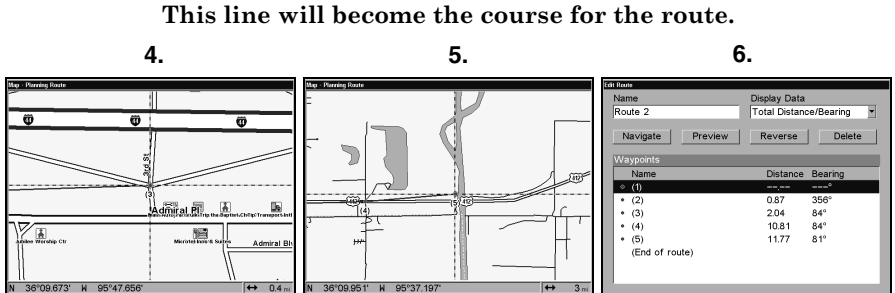 This line will become the course for the route.
4.
5.
6.
Map - Planning Route
44
44
44
3rd St
(3)
Admiral Pl
Jubilee Worship Ctr
Microtel Inns & Suites
Admiral Blv
N 36°09.673' W 95°47.656' ↔ 0.4 mi
Map - Planning Route
412
412
412
(4)
(5)
N 36°09.951' W 95°37.197' ↔ 3 mi
Edit Route
Name Display Data
Route 2 Total Distance/Bearing
Navigate Preview Reverse Delete
Waypoints
Name Distance Bearing
(1) --.-- ---°
(2) 0.87 356°
(3) 2.04 84°
(4) 10.81 84°
(5) 11.77 81°
(End of route)